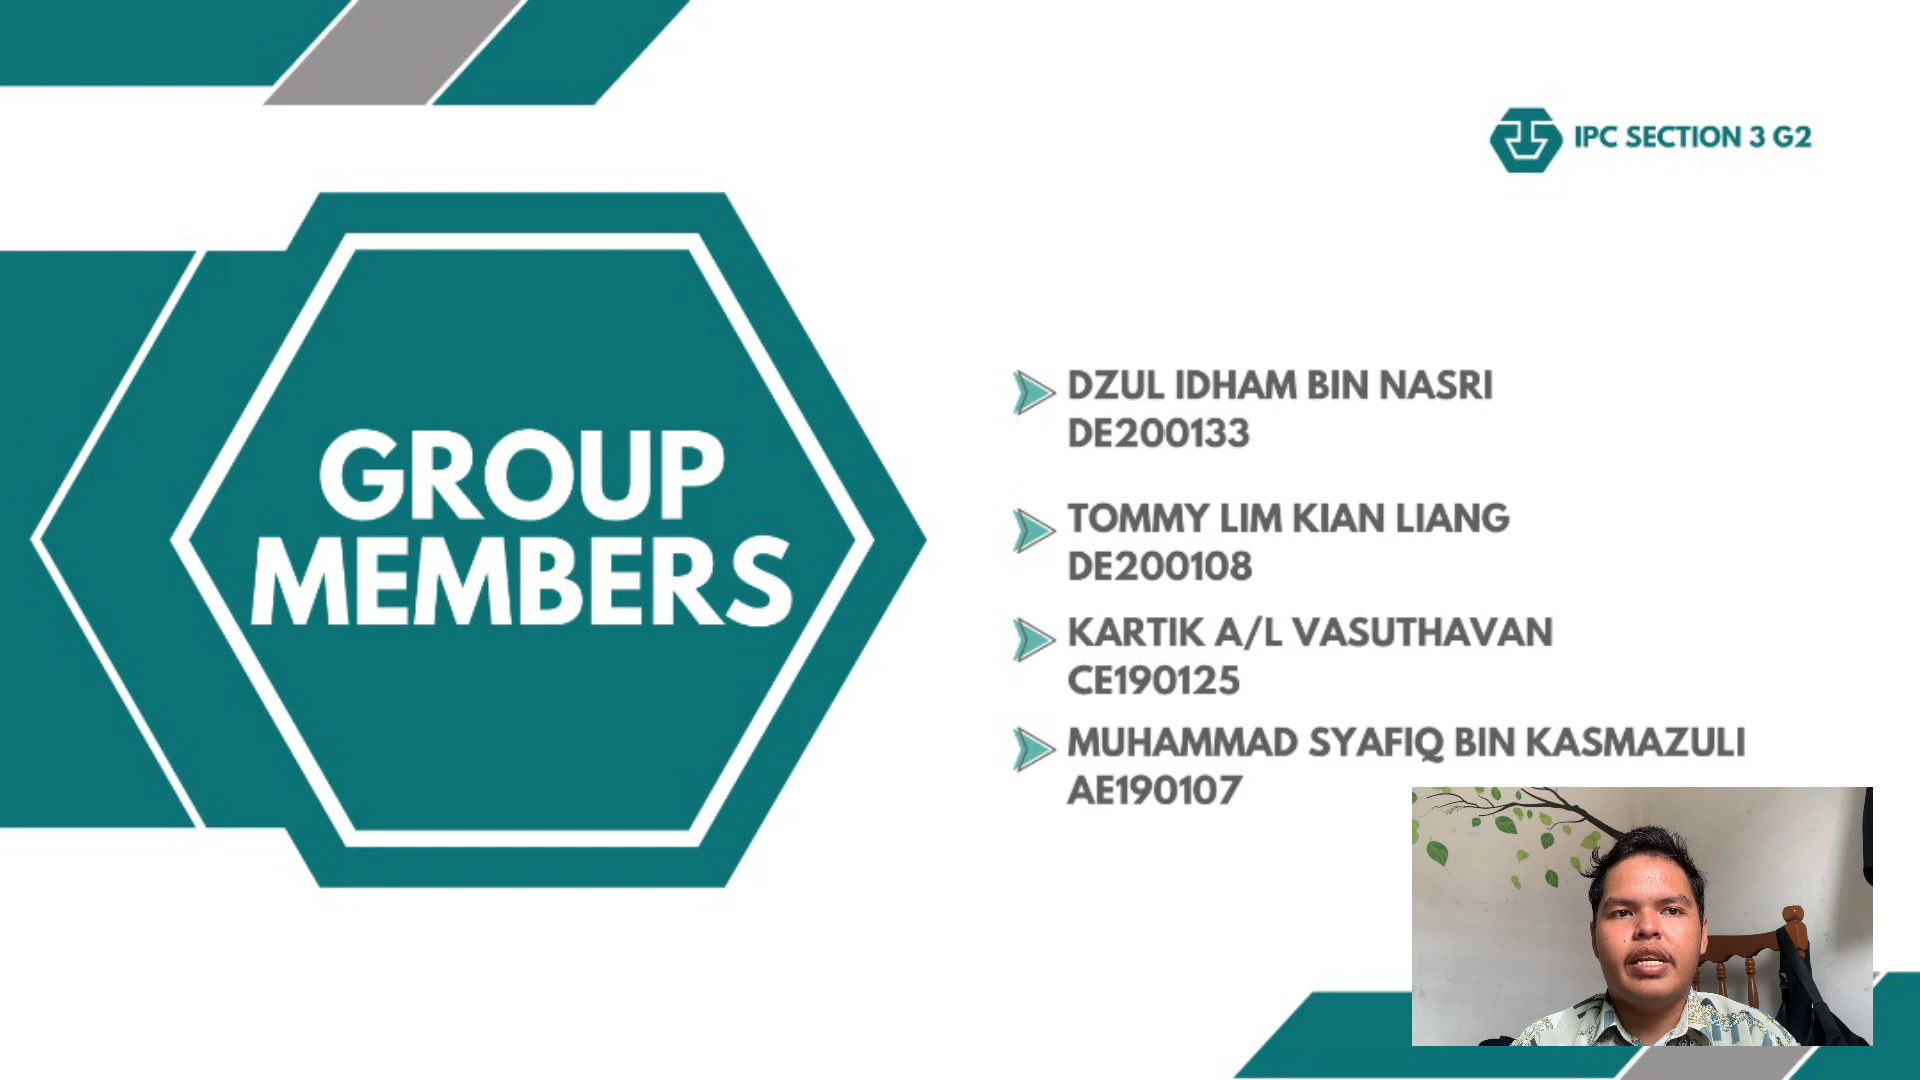 IPC SECTION 3 G2
GROUP
MEMBERS
DZUL IDHAM BIN NASRI
DE200133
TOMMY LIM KIAN LIANG
DE200108
KARTIK A/L VASUTHAVAN
CE190125
MUHAMMAD SYAFIQ BIN KASMAZULI
AE190107